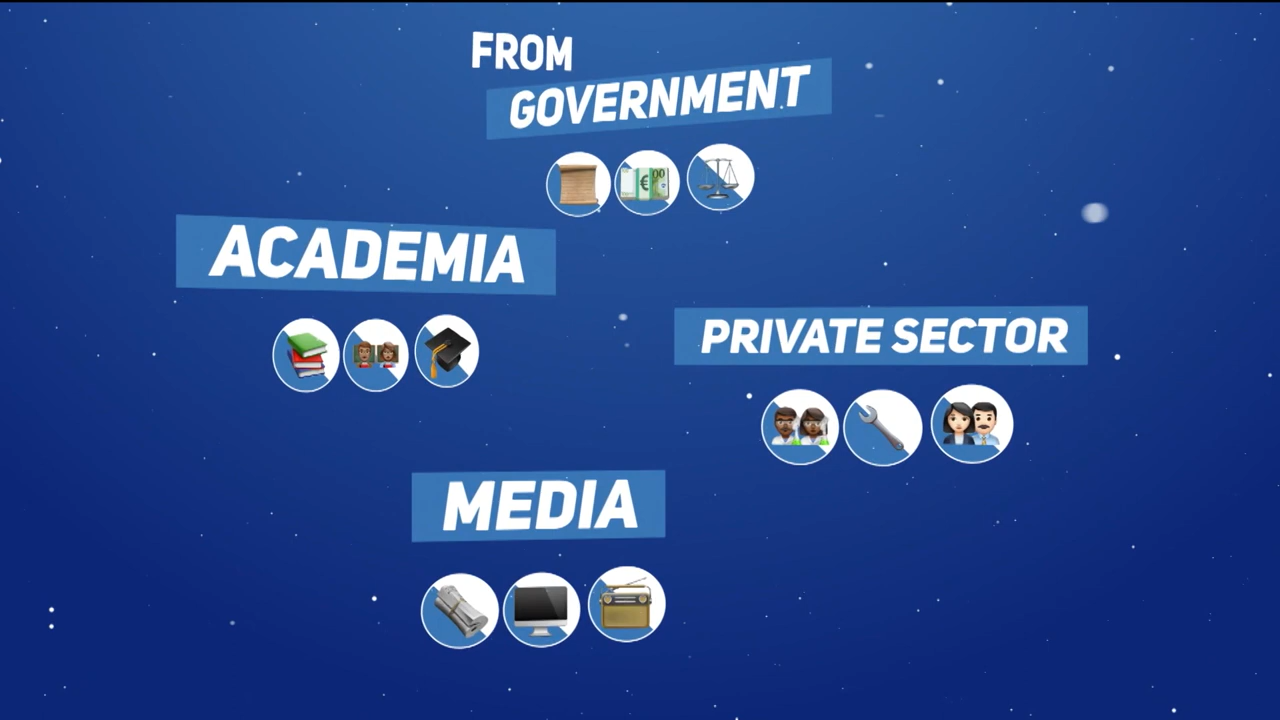 FROM
GOVERNMENT
ACADEMIA
PRIVATE SECTOR
MEDIA